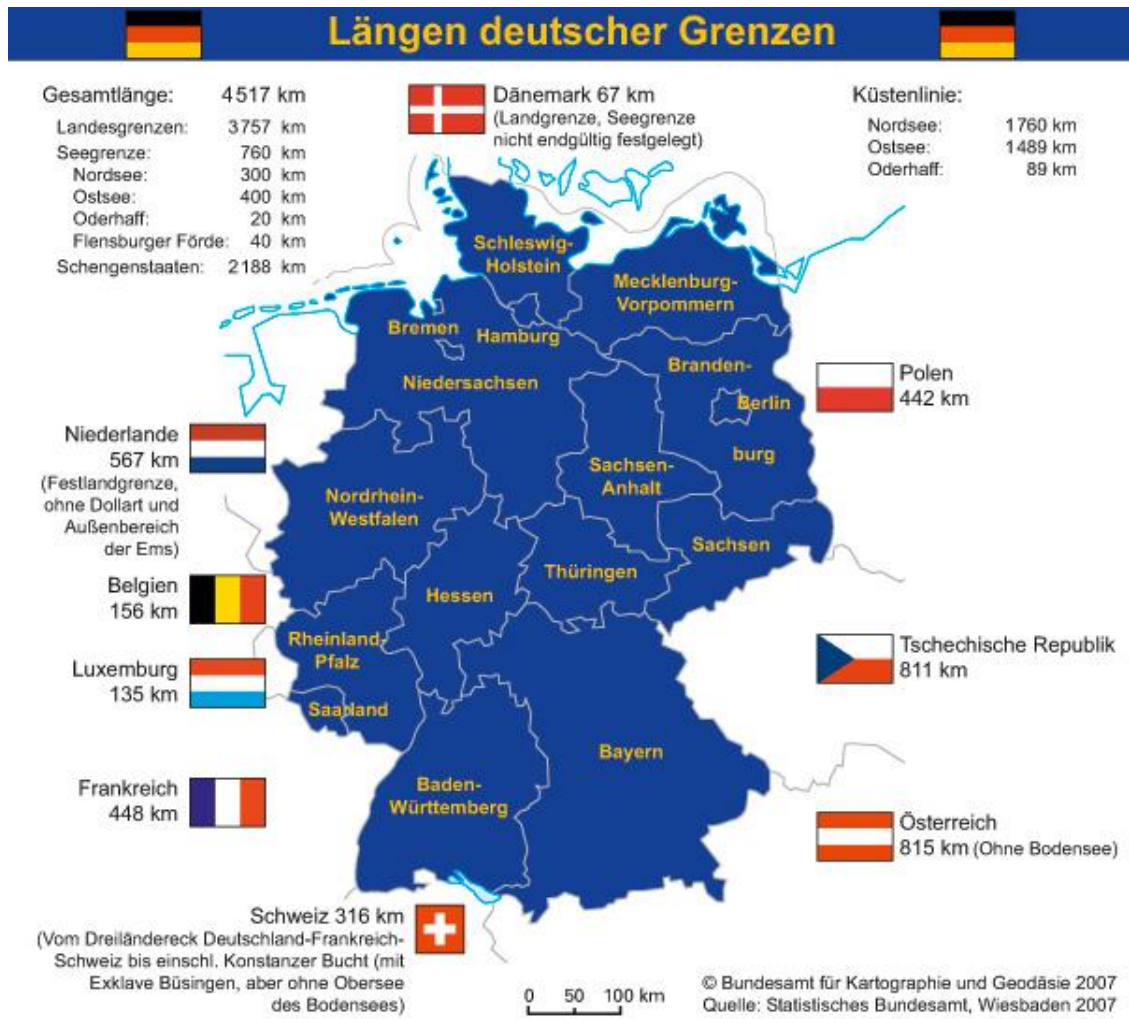 Längen deutscher Grenzen
Gesamtlänge: 4517 km
Landesgrenzen: 3757 km
Seegrenze: 760 km
Nordsee: 300 km
Ostsee: 400 km
Oderhaff: 20 km
Flensburger Förde: 40 km
Schengenstaaten: 2188 km
Dänemark 67 km
(Landgrenze, Seegrenze
nicht endgültig festgelegt)
Küstenlinie:
Nordsee: 1760 km
Ostsee: 1489 km
Oderhaff: 89 km
Schleswig-
Holstein
Mecklenburg-
Vorpommern
Bremen
Hamburg
Niedersachsen
Branden-
Berlin
burg
Polen
442 km
Niederlande
567 km
(Festlandgrenze,
ohne Dollart und
Außenbereich
der Ems)
Sachsen-
Anhalt
Nordrhein-
Westfalen
Sachsen
Thüringen
Hessen
Belgien
156 km
Rheinland-
Pfalz
Luxemburg
135 km
Saarland
Tschechische Republik
811 km
Bayern
Baden-
Württemberg
Frankreich
448 km
Österreich
815 km (Ohne Bodensee)
Schweiz 316 km
(Vom Dreiländereck Deutschland-Frankreich-
Schweiz bis einschl. Konstanzer Bucht (mit
Exklave Büsingen, aber ohne Obersee
des Bodensees)
0 50 100 km
© Bundesamt für Kartographie und Geodäsie 2007
Quelle: Statistisches Bundesamt, Wiesbaden 2007